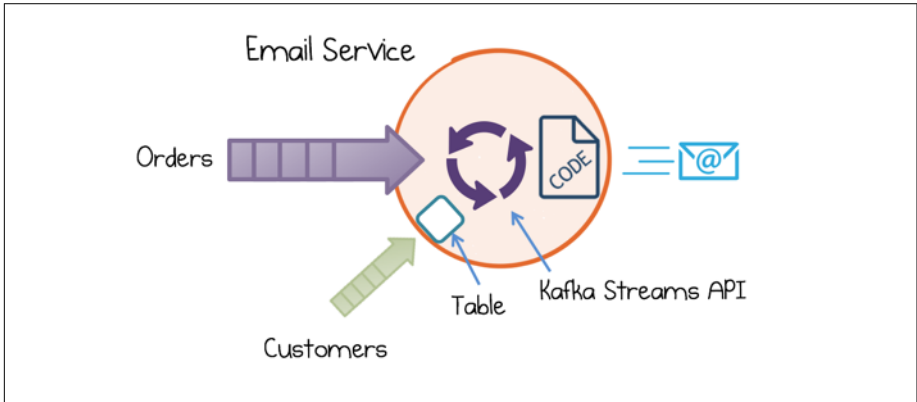 Email Service
Orders
CODE
@
Table
Kafka Streams API
Customers